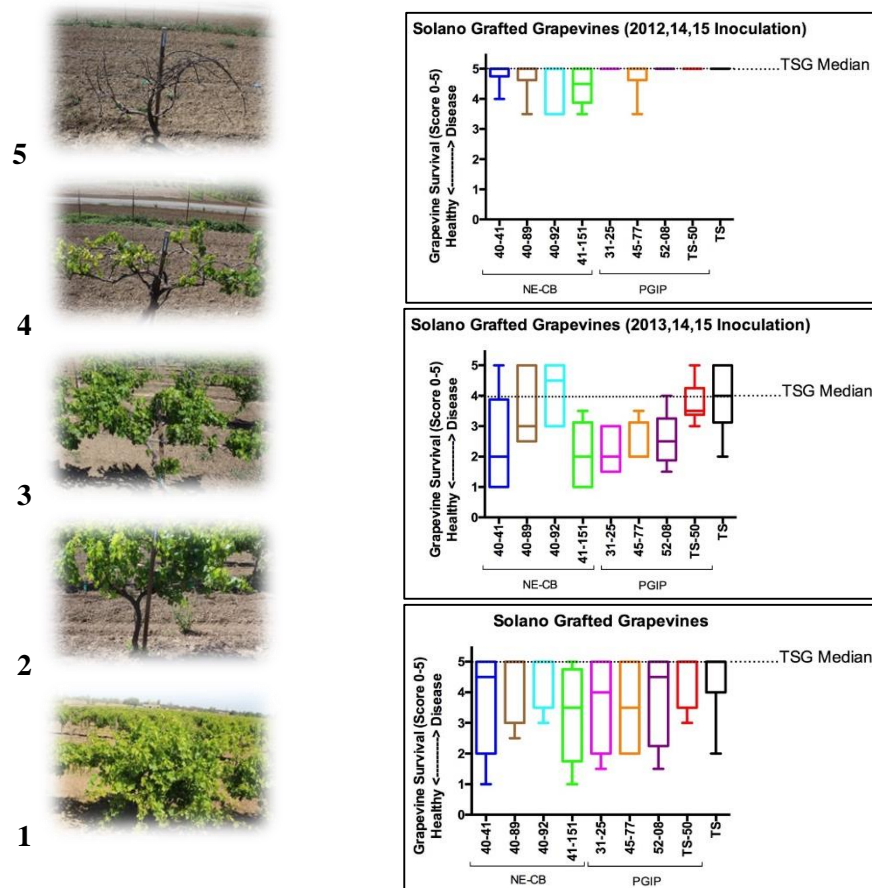 5
4
3
2
1
Solano Grafted Grapevines (2012,14,15 Inoculation)
Grapevine Survival (Score 0-5)
Healthy <---------> Disease
5
4
3
2
1
0
TSG Median
40-41
40-89
40-92
41-151
31-25
45-77
52-08
TS-50
TS-
NE-CB
PGIP
Solano Grafted Grapevines (2013,14,15 Inoculation)
Grapevine Survival (Score 0-5)
Healthy <---------> Disease
5
4
3
2
1
0
TSG Median
40-41
40-89
40-92
41-151
31-25
45-77
52-08
TS-50
TS-
NE-CB
PGIP
Solano Grafted Grapevines
Grapevine Survival (Score 0-5)
Healthy <---------> Disease
5
4
3
2
1
0
TSG Median
40-41
40-89
40-92
41-151
31-25
45-77
52-08
TS-50
TS-
NE-CB
PGIP